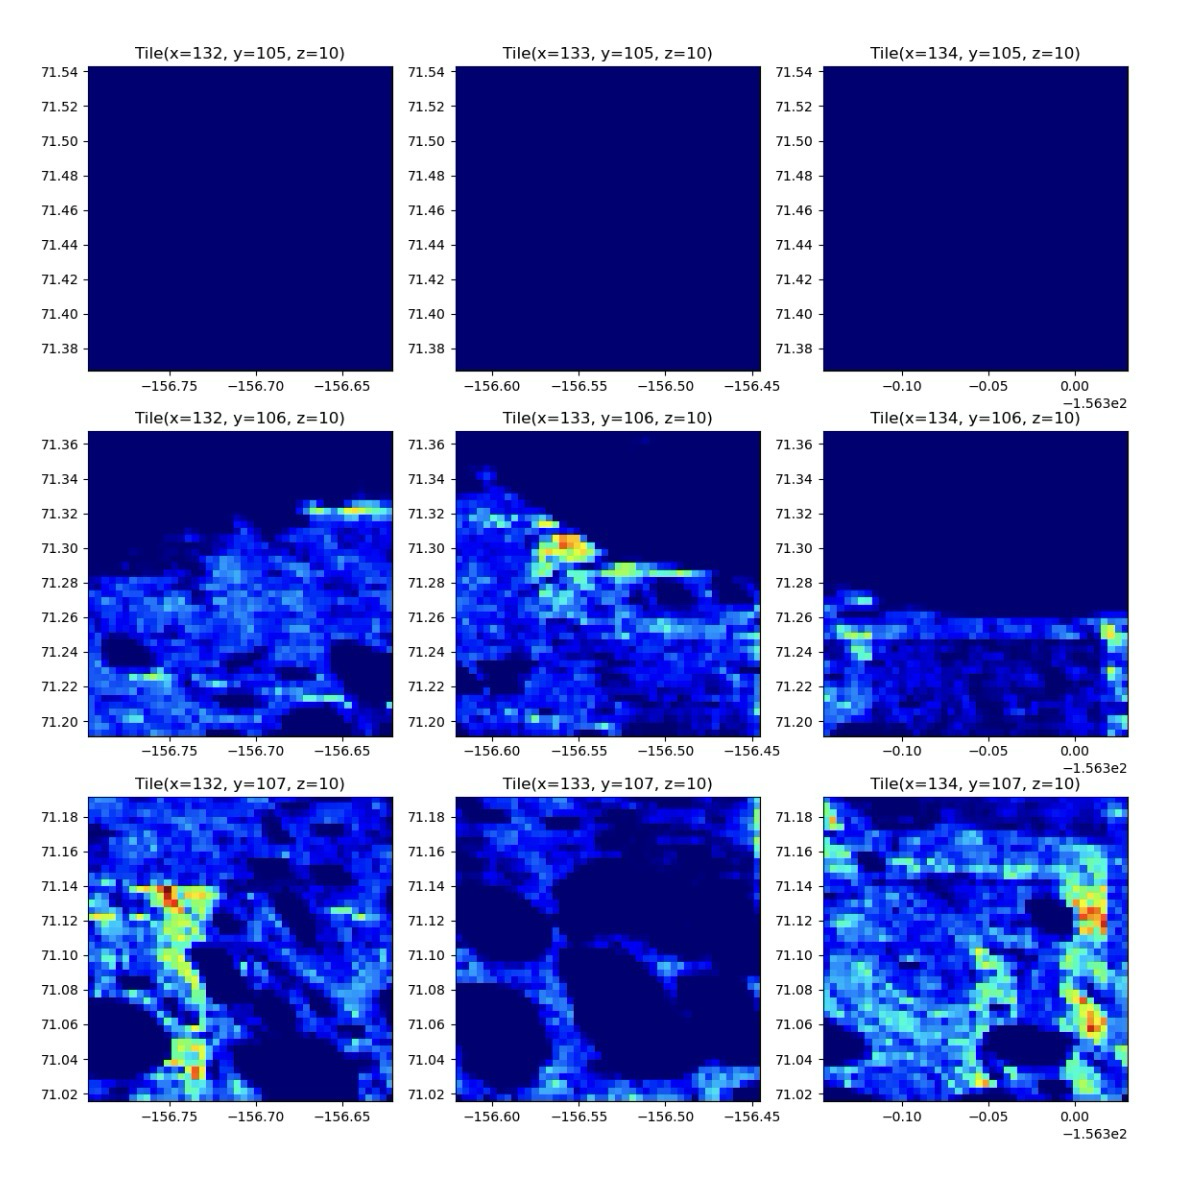 Tile(x=132, y=105, z=10) Tile(x=133, y=105, z=10) Tile(x=134, y=105, z=10)
71.54 71.54 71.54
71.52 71.52 71.52
71.50 71.50 71.50
71.48 71.48 71.48
71.46 71.46 71.46
71.44 71.44 71.44
71.42 71.42 71.42
71.40 71.40 71.40
71.38 71.38 71.38
−156.75 −156.70 −156.65 −156.60 −156.55 −156.50 −156.45 −0.10 −0.05 0.00
−1.563e2
Tile(x=132, y=106, z=10) Tile(x=133, y=106, z=10) Tile(x=134, y=106, z=10)
71.36 71.36 71.36
71.34 71.34 71.34
71.32 71.32 71.32
71.30 71.30 71.30
71.28 71.28 71.28
71.26 71.26 71.26
71.24 71.24 71.24
71.22 71.22 71.22
71.20 71.20 71.20
−156.75 −156.70 −156.65 −156.60 −156.55 −156.50 −156.45 −0.10 −0.05 0.00
−1.563e2
Tile(x=132, y=107, z=10) Tile(x=133, y=107, z=10) Tile(x=134, y=107, z=10)
71.18 71.18 71.18
71.16 71.16 71.16
71.14 71.14 71.14
71.12 71.12 71.12
71.10 71.10 71.10
71.08 71.08 71.08
71.06 71.06 71.06
71.04 71.04 71.04
71.02 71.02 71.02
−156.75 −156.70 −156.65 −156.60 −156.55 −156.50 −156.45 −0.10 −0.05 0.00
−1.563e2